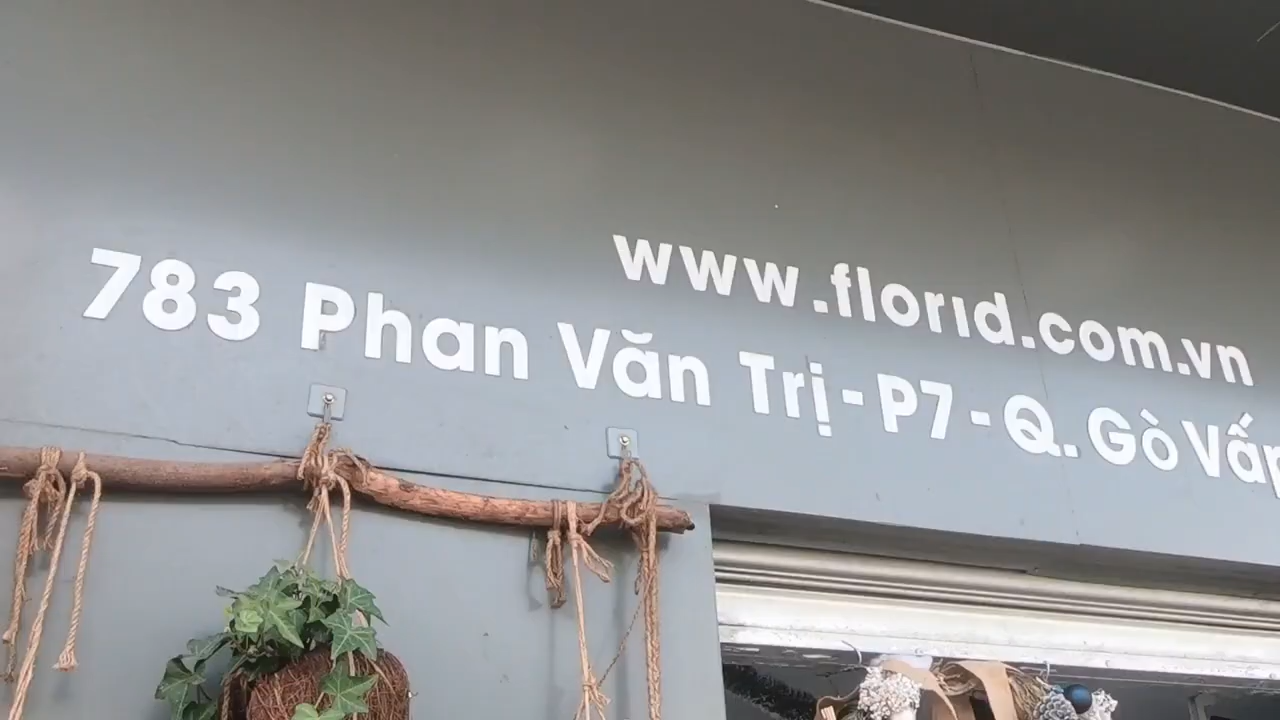 www.florid.com.vn
783 Phan Văn Trị - P7 - Q. Gò Vấp